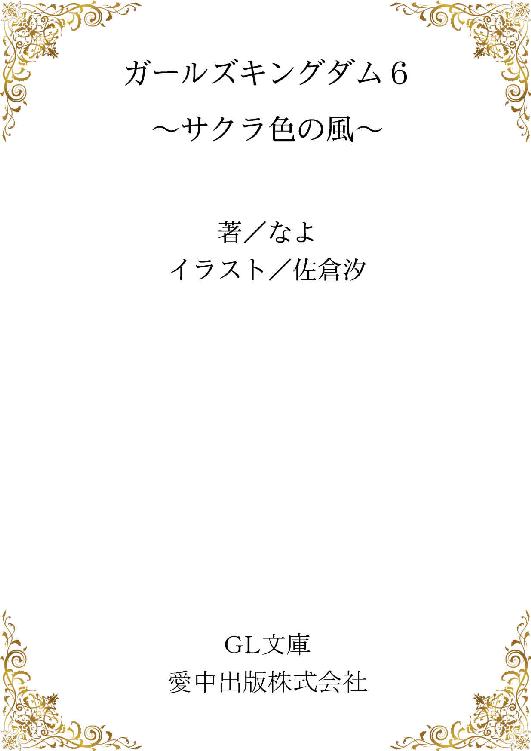 ガールズキングダム６
～サクラ色の風～
著／なよ
イラスト／佐倉汐
GL文庫
愛中出版株式会社